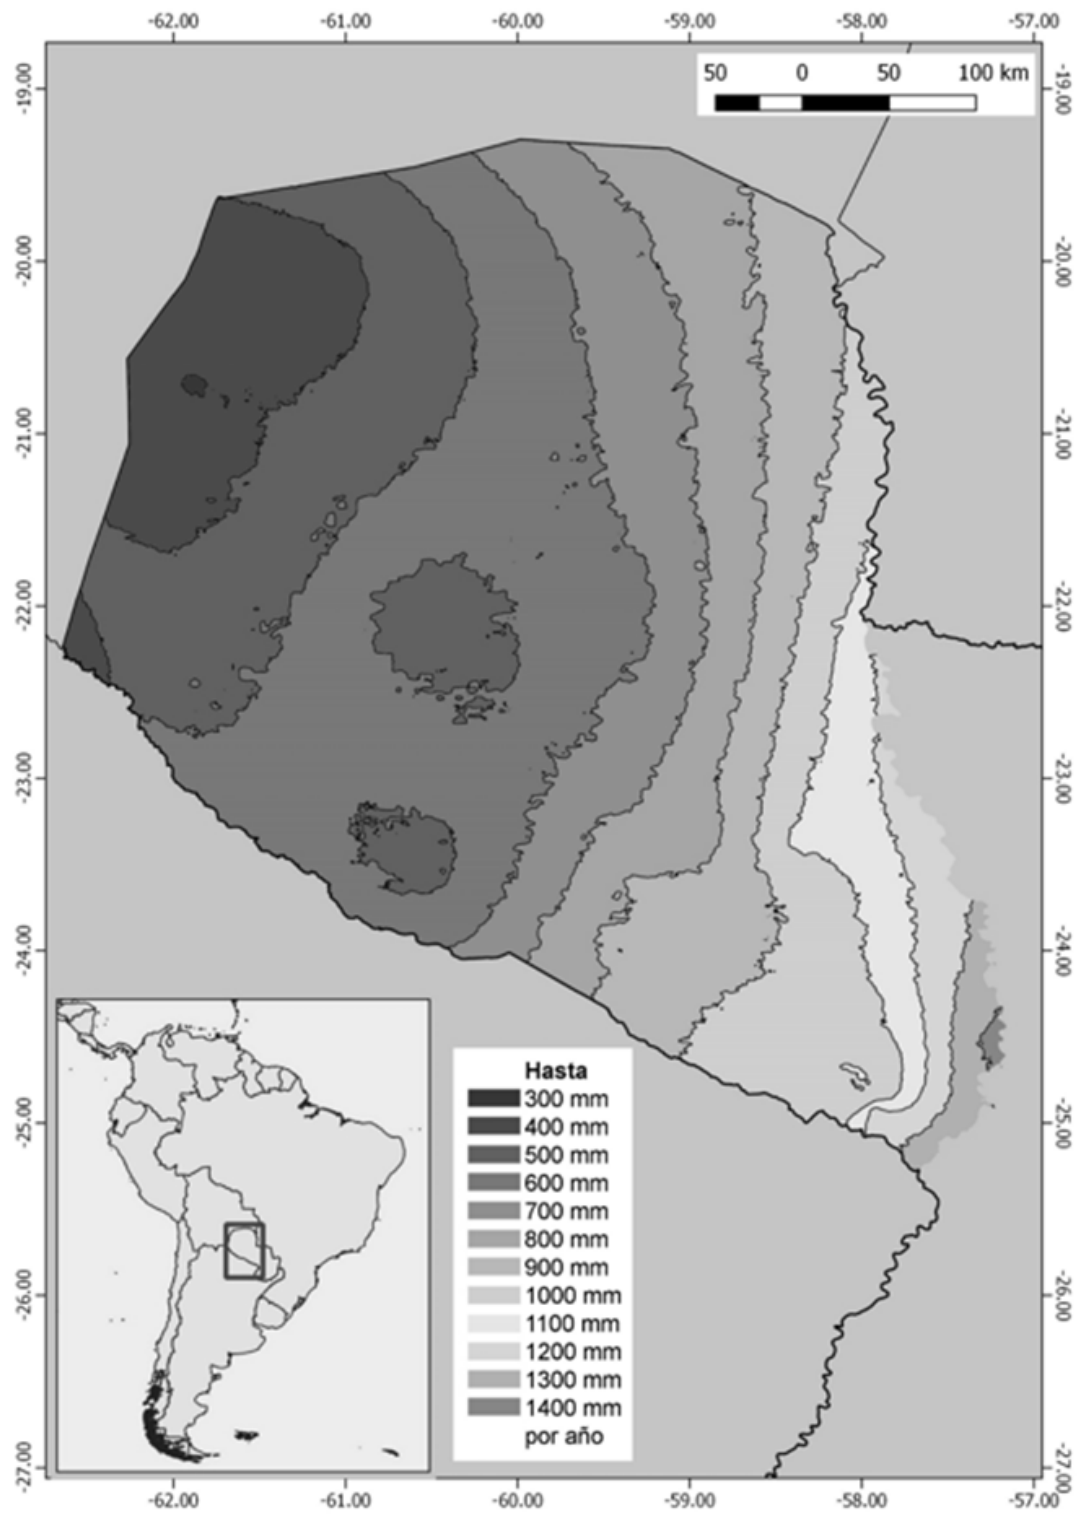 -62.00 -61.00 -60.00 -59.00 -58.00 -57.00
50 0 50 100 km
-19.00 -19.00
-20.00 -20.00
-21.00 -21.00
-22.00 -22.00
-23.00 -23.00
-24.00 -24.00
-25.00 -25.00
-26.00 -26.00
-27.00 -27.00
Hasta
300 mm
400 mm
500 mm
600 mm
700 mm
800 mm
900 mm
1000 mm
1100 mm
1200 mm
1300 mm
1400 mm
por año
-62.00 -61.00 -60.00 -59.00 -58.00 -57.00